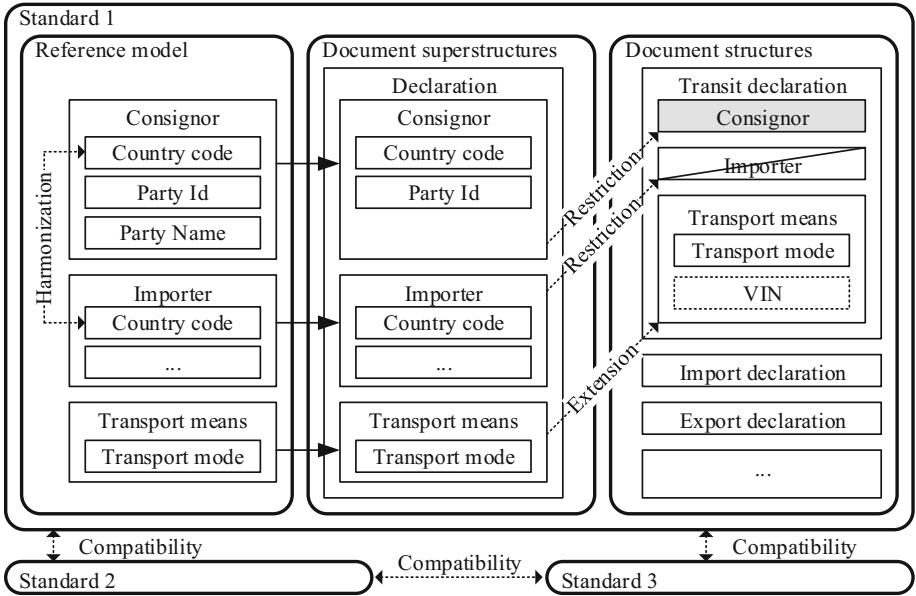 Standard 1
Reference model
Consignor
Country code
Party Id
Party Name
Harmonization
Importer
Country code
...
Transport means
Transport mode
Document superstructures
Declaration
Consignor
Country code
Party Id
Importer
Country code
...
Transport means
Transport mode
Restriction
Restriction
Extension
Document structures
Transit declaration
Consignor
Importer
Transport means
Transport mode
VIN
Import declaration
Export declaration
...
Compatibility
Compatibility
Compatibility
Standard 2
Standard 3